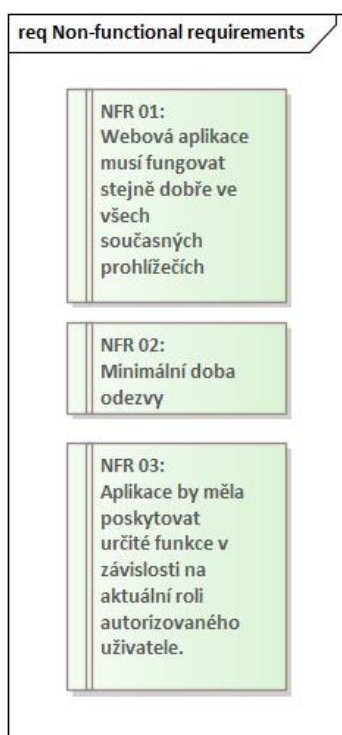 req Non-functional requirements
NFR 01:
Webová aplikace
musí fungovat
stejně dobře ve
všech
současných
prohlížečích
NFR 02:
Minimální doba
odezvy
NFR 03:
Aplikace by měla
poskytovat
určité funkce v
závislosti na
aktuální roli
autorizovaného
uživatele.